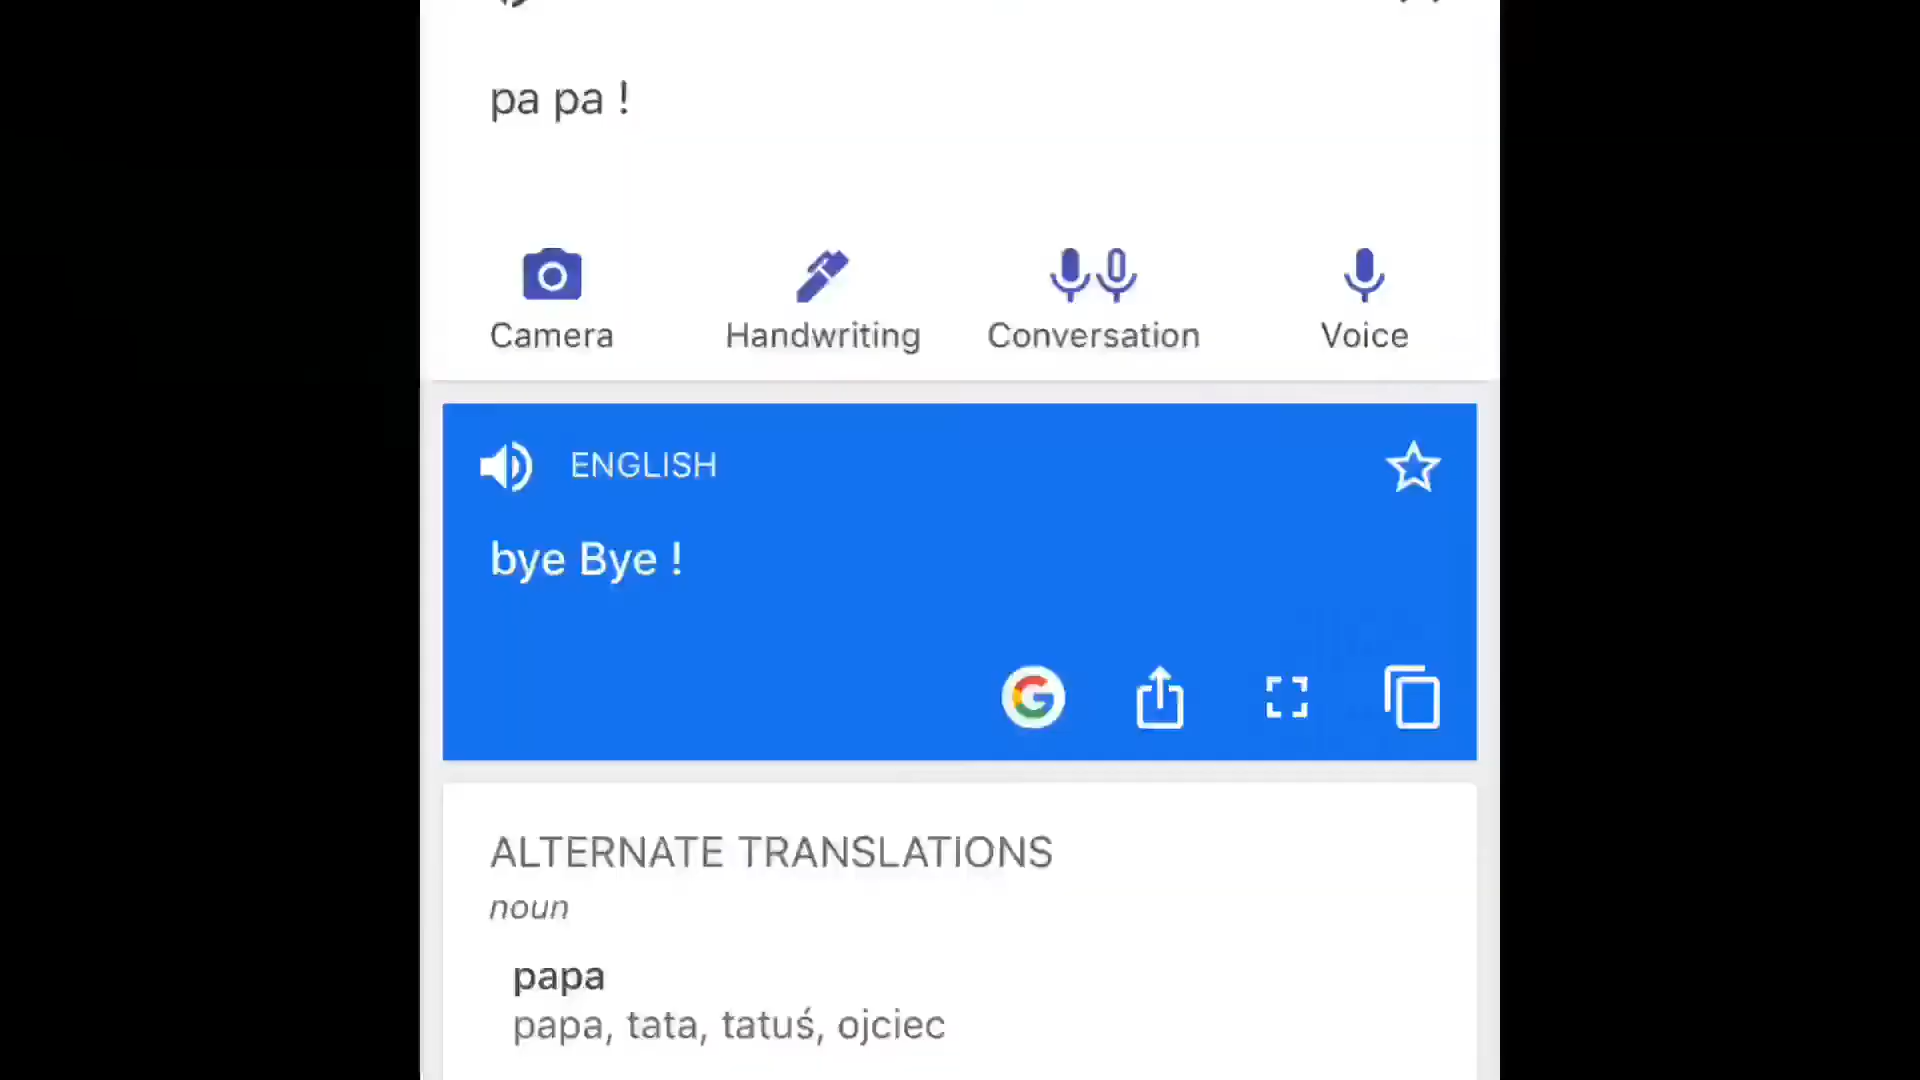 pa pa !
Camera Handwriting Conversation Voice
ENGLISH
bye Bye !
ALTERNATE TRANSLATIONS
noun
papa
papa, tata, tatuś, ojciec